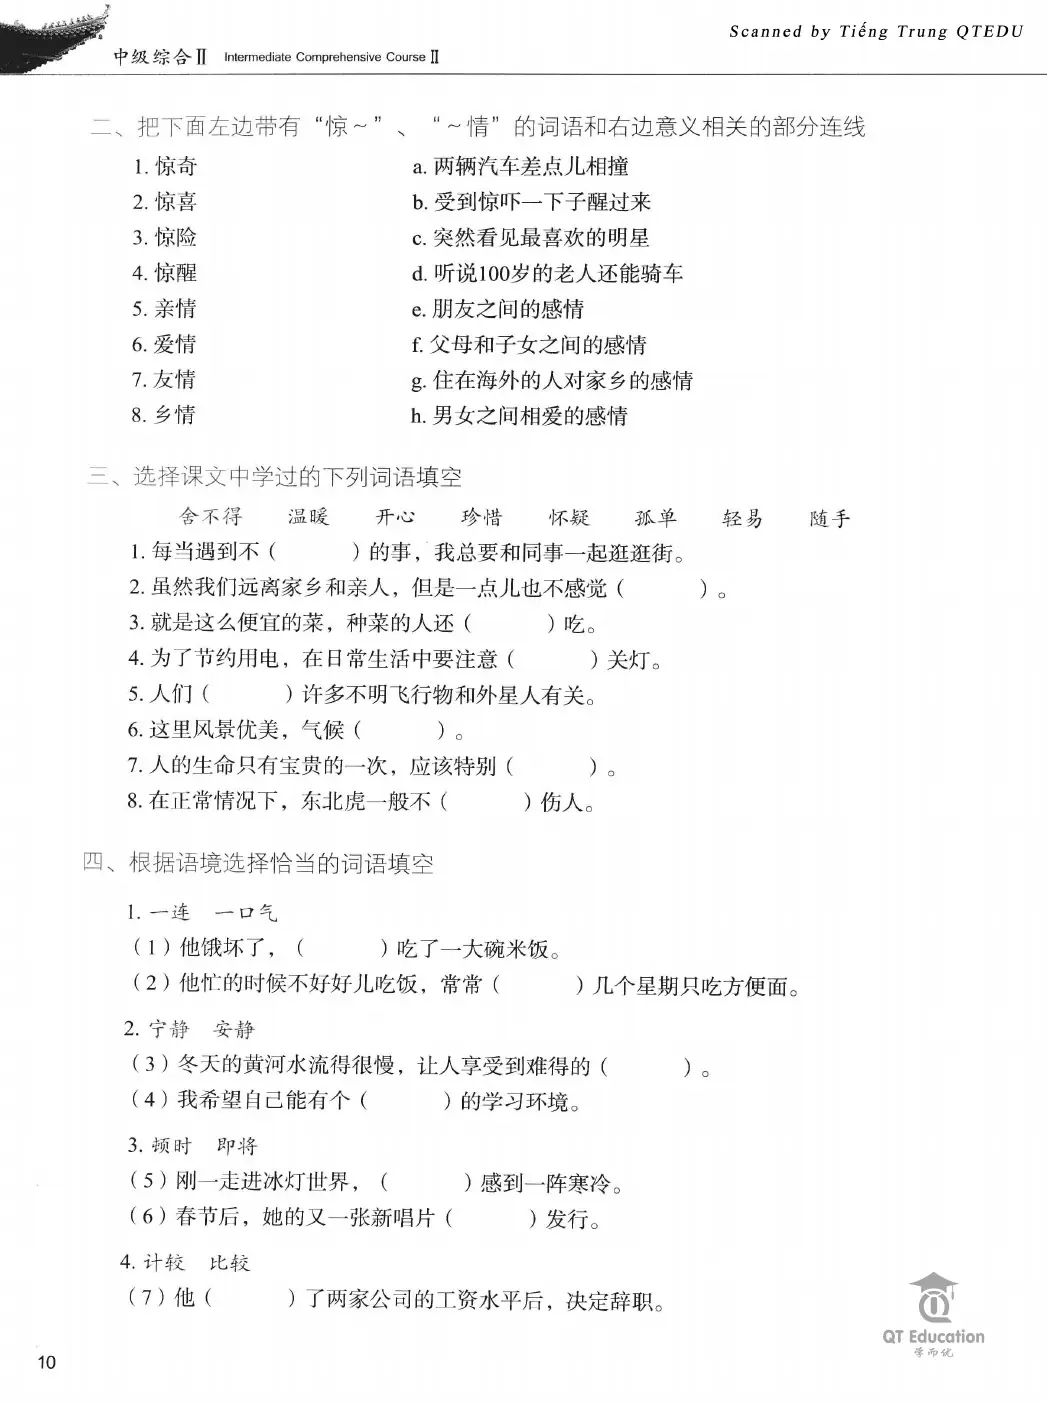 Scanned by Tiếng Trung QTEDU
中级综合Ⅱ Intermediate Comprehensive Course Ⅱ
二、把下面左边带有“惊～”、“～情”的词语和右边意义相关的部分连线
1. 惊奇 a. 两辆汽车差点儿相撞
2. 惊喜 b. 受到惊吓一下子醒过来
3. 惊险 c. 突然看见最喜欢的明星
4. 惊醒 d. 听说100岁的老人还能骑车
5. 亲情 e. 朋友之间的感情
6. 爱情 f. 父母和子女之间的感情
7. 友情 g. 住在海外的人对家乡的感情
8. 乡情 h. 男女之间相爱的感情
三、选择课文中学过的下列词语填空
舍不得 温暖 开心 珍惜 怀疑 孤单 轻易 随手
1. 每当遇到不（ ）的事，我总要和同事一起逛逛街。
2. 虽然我们远离家乡和亲人，但是一点儿也不感觉（ ）。
3. 就是这么便宜的菜，种菜的人还（ ）吃。
4. 为了节约用电，在日常生活中要注意（ ）关灯。
5. 人们（ ）许多不明飞行物和外星人有关。
6. 这里风景优美，气候（ ）。
7. 人的生命只有宝贵的一次，应该特别（ ）。
8. 在正常情况下，东北虎一般不（ ）伤人。
四、根据语境选择恰当的词语填空
1. 一连 一口气
（1）他饿坏了，（ ）吃了一大碗米饭。
（2）他忙的时候不好好儿吃饭，常常（ ）几个星期只吃方便面。
2. 宁静 安静
（3）冬天的黄河水流得很慢，让人享受到难得的（ ）。
（4）我希望自己能有个（ ）的学习环境。
3. 顿时 即将
（5）刚一走进冰灯世界，（ ）感到一阵寒冷。
（6）春节后，她的又一张新唱片（ ）发行。
4. 计较 比较
（7）他（ ）了两家公司的工资水平后，决定辞职。
QT Education
学而优
10